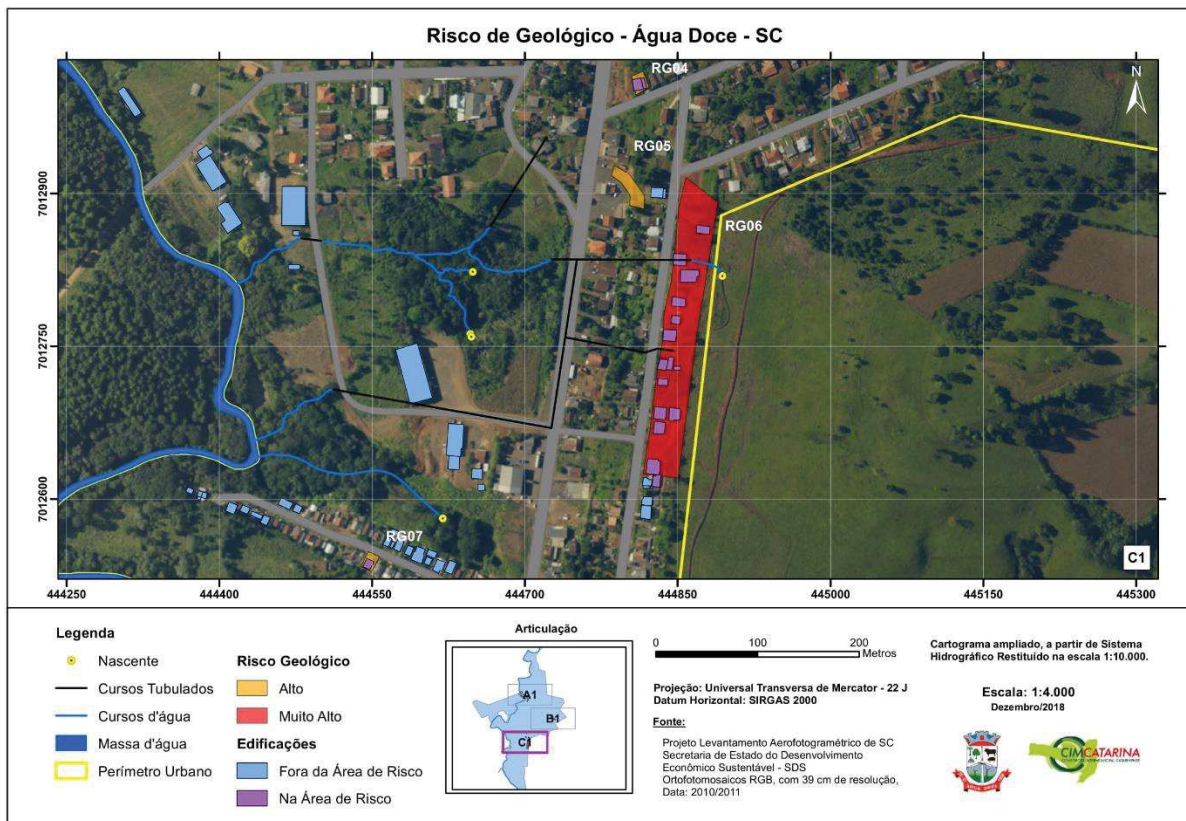 Risco de Geológico - Água Doce - SC
RG04
N
RG05
RG06
RG07
C1
7012900
7012750
7012600
444250
444400
444550
444700
444850
445000
445150
445300
Legenda
Nascente
Cursos Tubulados
Cursos d'água
Massa d'água
Perímetro Urbano
Risco Geológico
Alto
Muito Alto
Edificações
Fora da Área de Risco
Na Área de Risco
Articulação
A1
B1
C1
0 100 200
Metros
Projeção: Universal Transversa de Mercator - 22 J
Datum Horizontal: SIRGAS 2000
Fonte:
Projeto Levantamento Aerofotogramétrico de SC
Secretaria de Estado do Desenvolvimento
Econômico Sustentável - SDS
Ortofotomosaicos RGB, com 39 cm de resolução,
Data: 2010/2011
Cartograma ampliado, a partir de Sistema
Hidrográfico Restituído na escala 1:10.000.
Escala: 1:4.000
Dezembro/2018
ÁGUA DOCE
CIMCATARINA